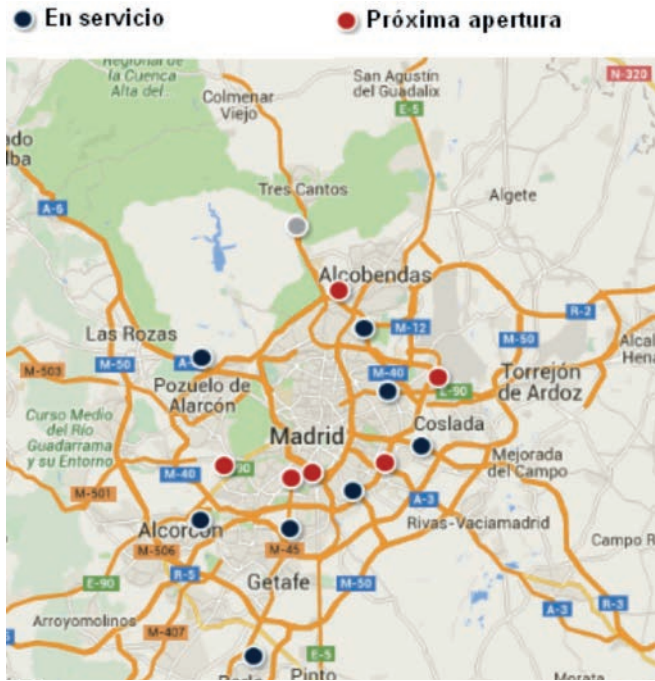 En servicio
Próxima apertura
Regional de
la Cuenca
Alta del...
Colmenar
Viejo
San Agustín
del Guadalix
N-320
E-5
A-6
Tres Cantos
Algete
Alcobendas
R-2
M-12
M-50
Las Rozas
M-50
M-503
Pozuelo de
Alarcón
M-40
E-90
Torrejón
de Ardoz
Curso Medio
del Río
Guadarrama
y su Entorno
Madrid
Coslada
Mejorada
del Campo
M-40
M-501
A-3
Rivas-Vaciamadrid
Alcorcón
M-506
M-45
R-5
E-90
Getafe
M-50
Arroyomolinos
M-407
A-3
R-3
E-5
Pinto